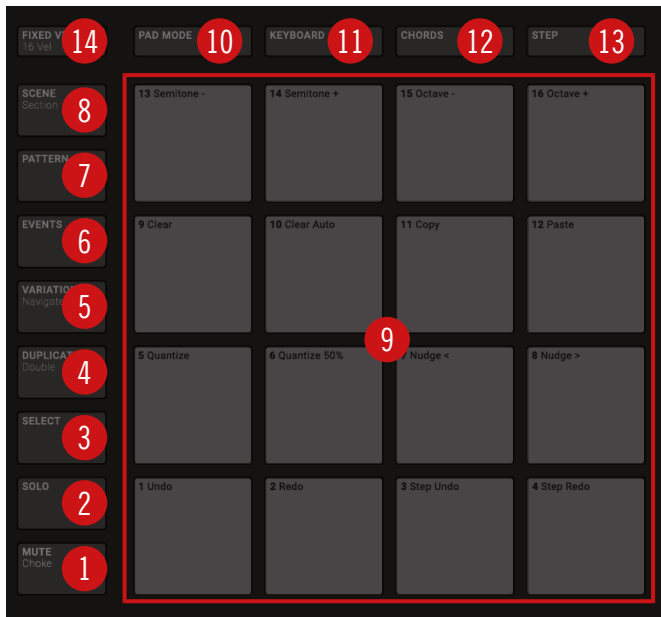 FIXED
16 Vel
14
PAD MODE
10
KEYBOARD
11
CHORDS
12
STEP
13
SCENE
Section
8
13 Semitone -
14 Semitone +
15 Octave -
16 Octave +
PATTERN
7
EVENTS
6
9 Clear
10 Clear Auto
11 Copy
12 Paste
VARIATION
Navigate
5
9
DUPLICATE
Double
4
5 Quantize
6 Quantize 50%
7 Nudge <
8 Nudge >
SELECT
3
SOLO
2
1 Undo
2 Redo
3 Step Undo
4 Step Redo
MUTE
Choke
1